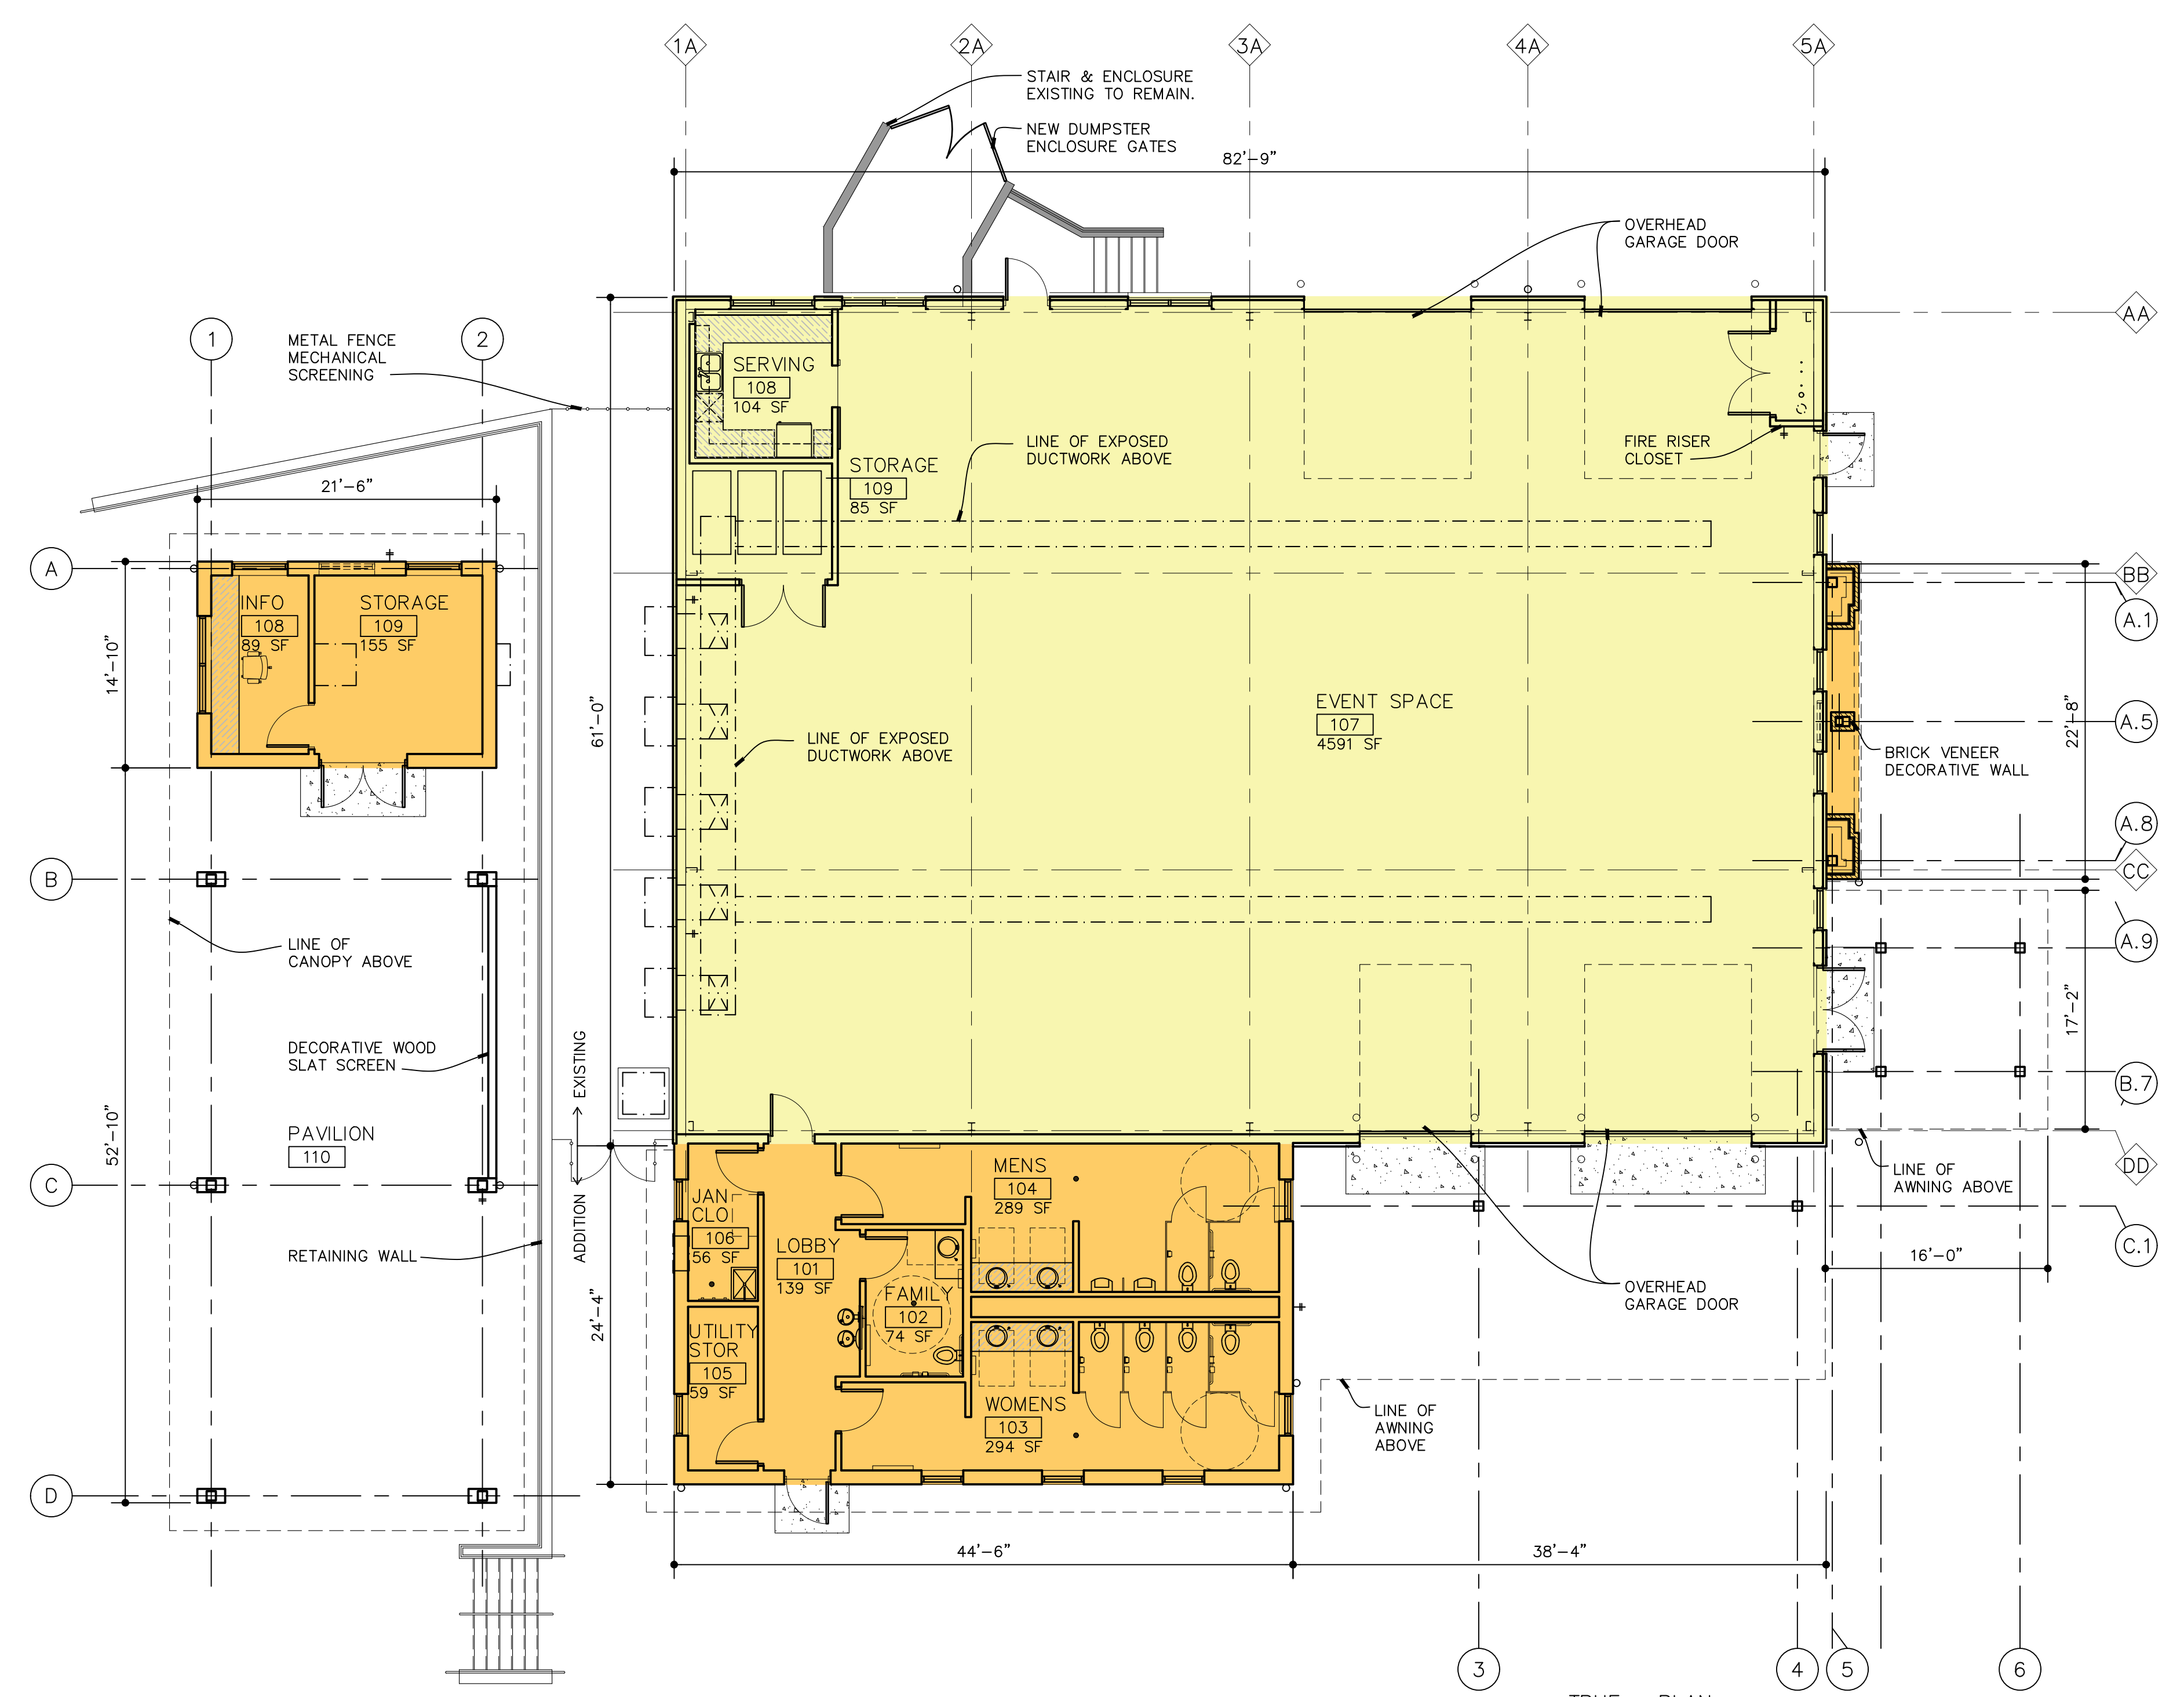 1A
2A
3A
4A
5A
STAIR & ENCLOSURE
EXISTING TO REMAIN.
NEW DUMPSTER
ENCLOSURE GATES
82'-9"
OVERHEAD
GARAGE DOOR
AA
1
2
METAL FENCE
MECHANICAL
SCREENING
SERVING
108
104 SF
LINE OF EXPOSED
DUCTWORK ABOVE
FIRE RISER
CLOSET
STORAGE
109
85 SF
21'-6"
A
BB
INFO
108
89 SF
STORAGE
109
155 SF
A.1
14'-10"
61'-0"
EVENT SPACE
107
4591 SF
22'-8"
A.5
LINE OF EXPOSED
DUCTWORK ABOVE
BRICK VENEER
DECORATIVE WALL
A.8
B
CC
LINE OF
CANOPY ABOVE
A.9
17'-2"
DECORATIVE WOOD
SLAT SCREEN
EXISTING
B.7
52'-10"
PAVILION
110
MENS
104
289 SF
DD
LINE OF
AWNING ABOVE
C
JAN
CLO
106
56 SF
ADDITION
RETAINING WALL
LOBBY
101
139 SF
C.1
16'-0"
OVERHEAD
GARAGE DOOR
FAMILY
102
74 SF
24'-4"
UTILITY
STOR
105
59 SF
WOMENS
103
294 SF
LINE OF
AWNING
ABOVE
D
44'-6"
38'-4"
3
4
5
6
TRUE PLAN